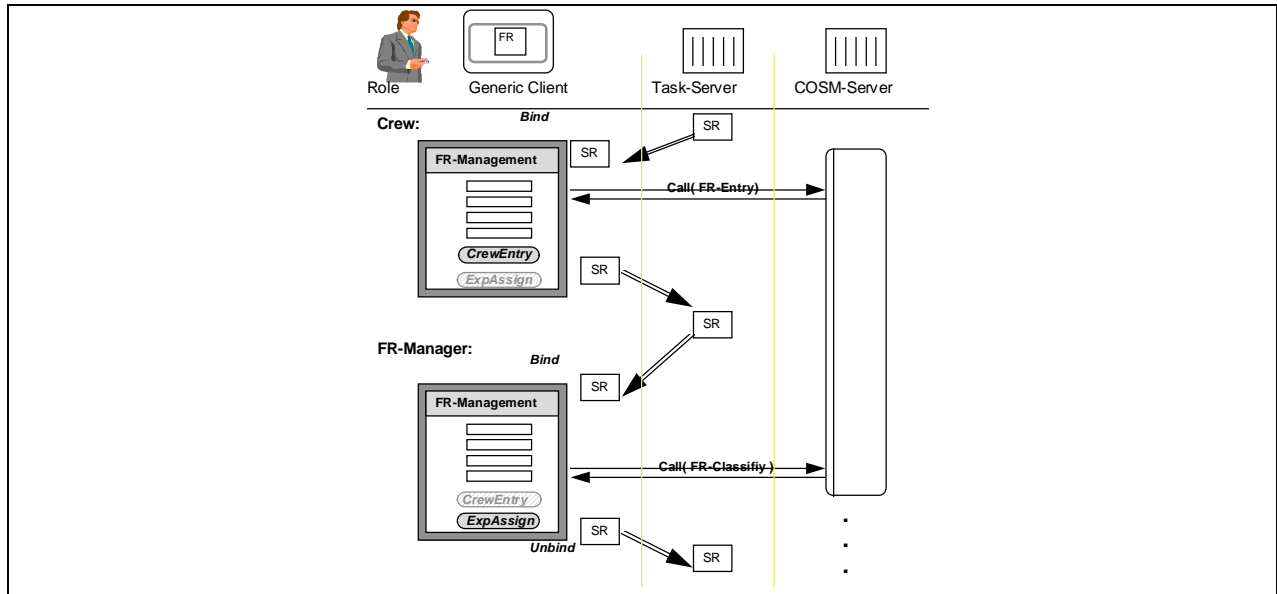 FR
Role
Generic Client
Task-Server
COSM-Server
Crew:
Bind
SR
SR
FR-Management
Call( FR-Entry)
CrewEntry
ExpAssign
SR
SR
FR-Manager:
Bind
SR
FR-Management
Call( FR-Classifiy )
CrewEntry
ExpAssign
SR
Unbind
SR